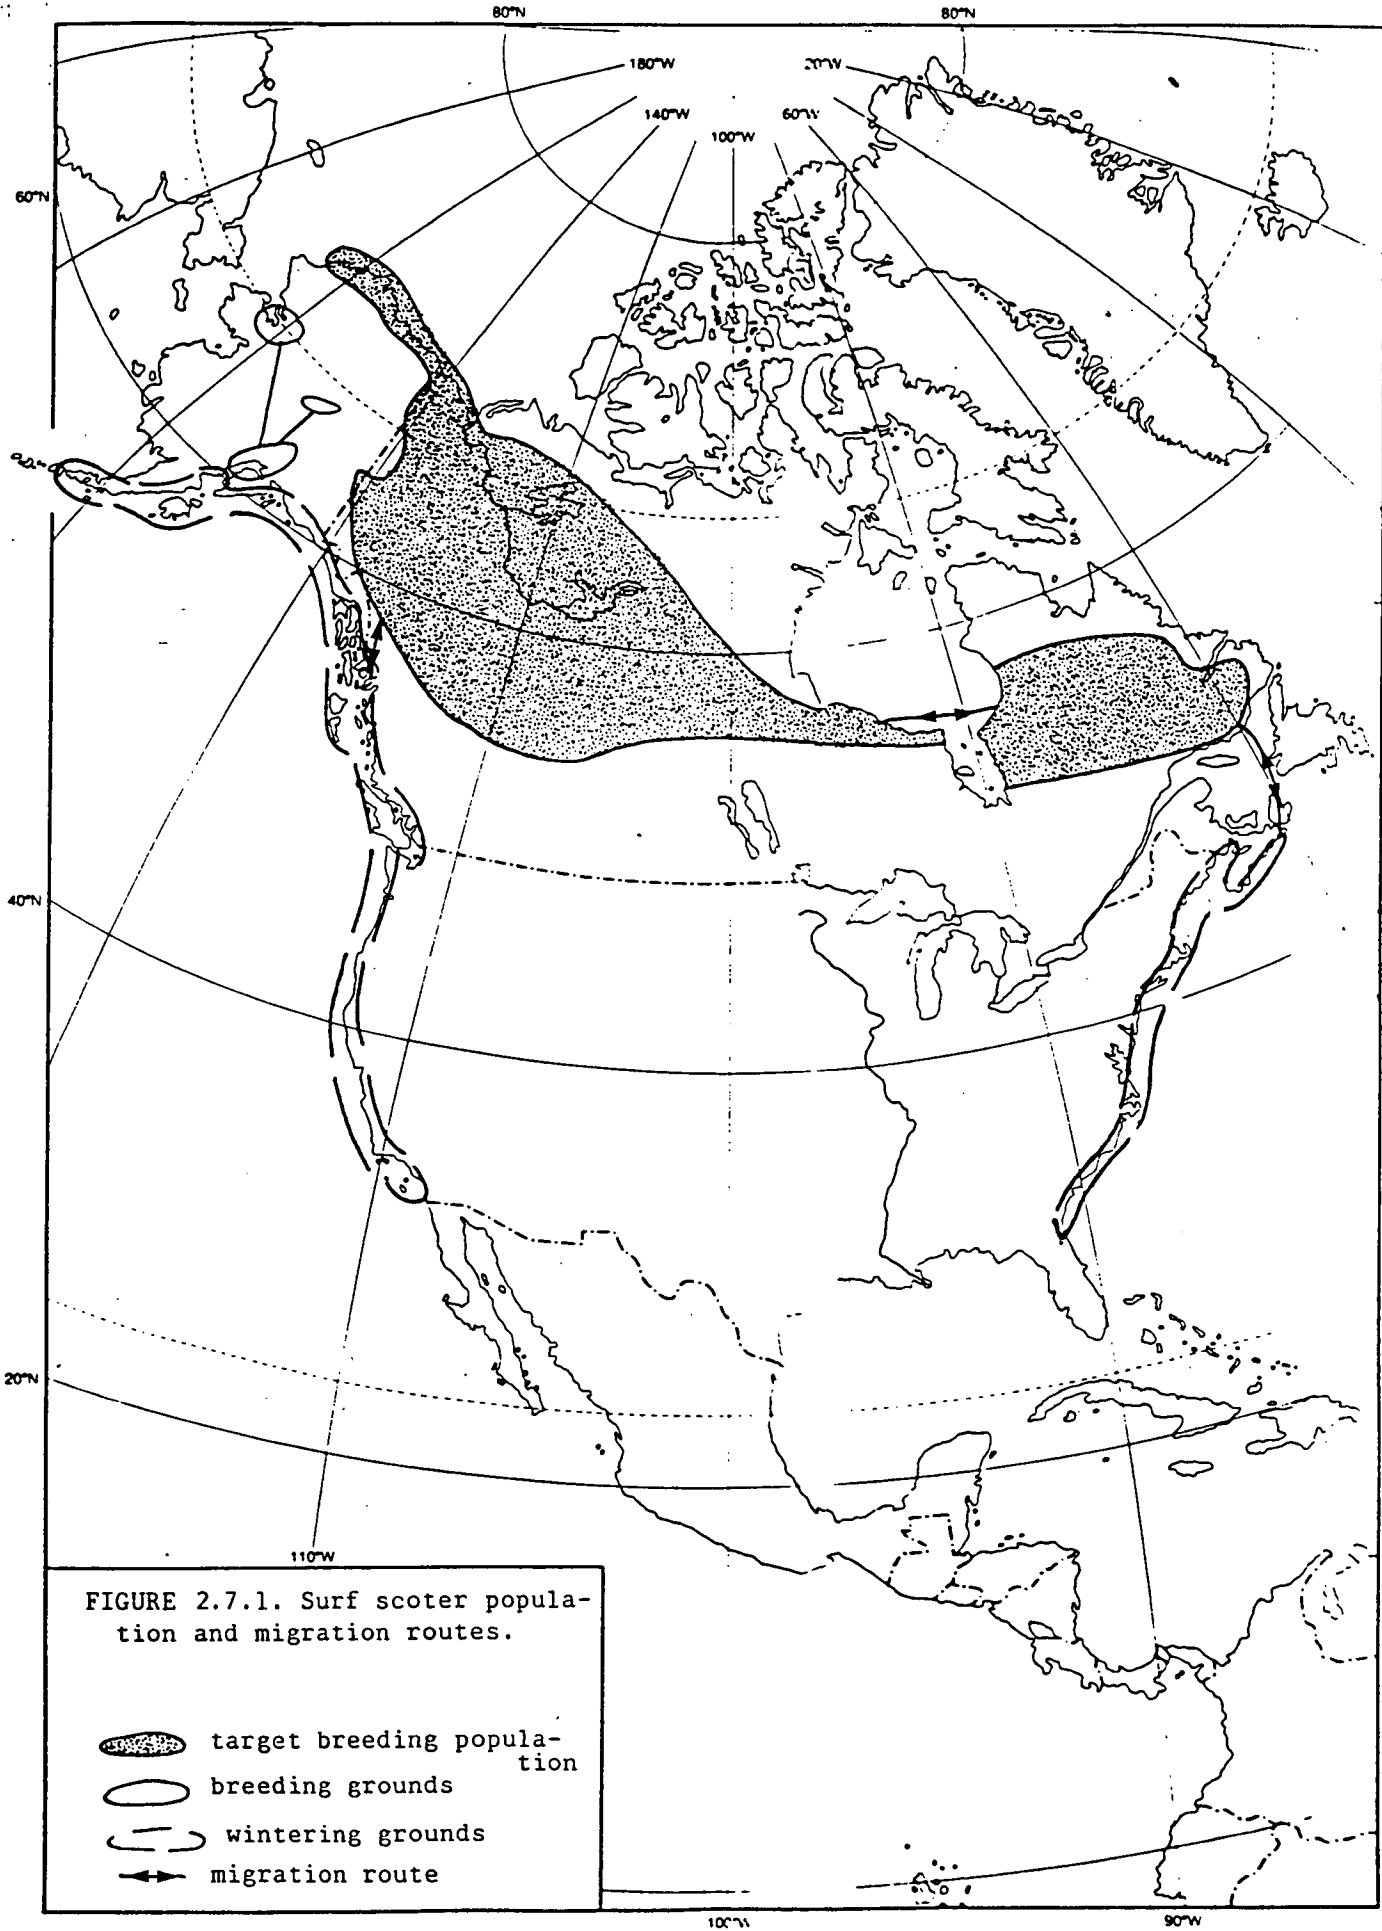 80°N 80°N
180°W
140°W
100°W
60°W
60°N
40°N
20°N
110°W
FIGURE 2.7.1. Surf scoter popula-
tion and migration routes.
target breeding popula-
tion
breeding grounds
wintering grounds
migration route
90°W